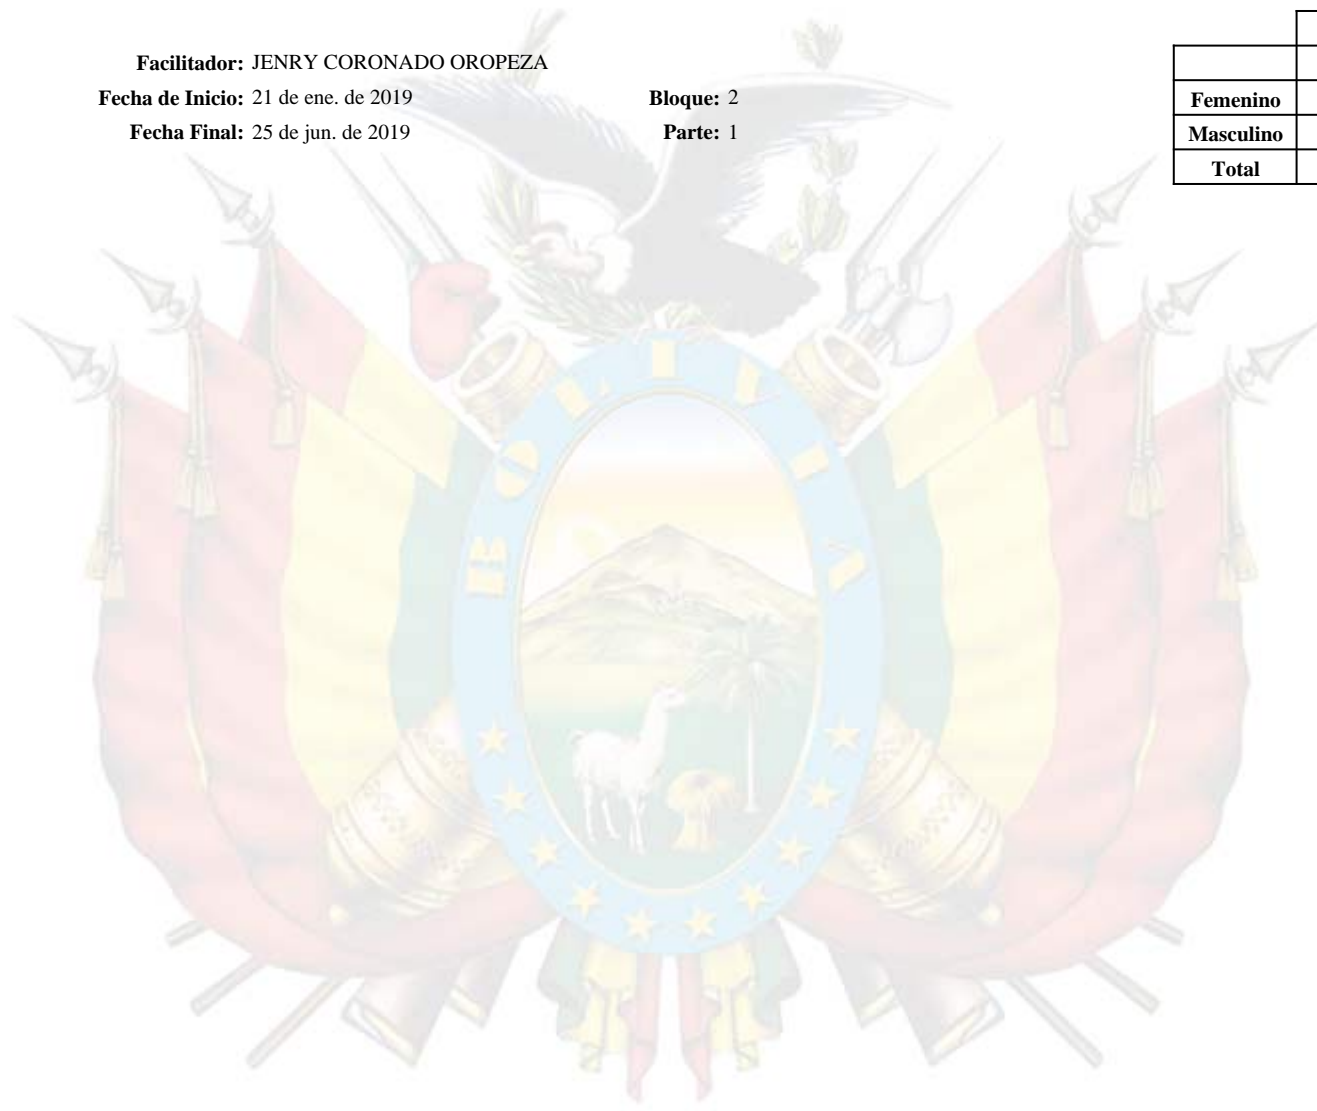 Facilitador: JENRY CORONADO OROPEZA
Fecha de Inicio: 21 de ene. de 2019 Bloque: 2
Fecha Final: 25 de jun. de 2019 Parte: 1
Femenino
Masculino
Total
BOLIVIA